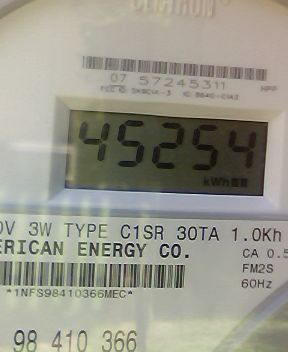 07 57245311
HPP
45254
kWh
0V 3W TYPE C1SR 30TA 1.0Kh
ERICAN ENERGY CO.
CA 0.5
FM2S
60Hz
*1NFS98410366MEC*
98 410 366